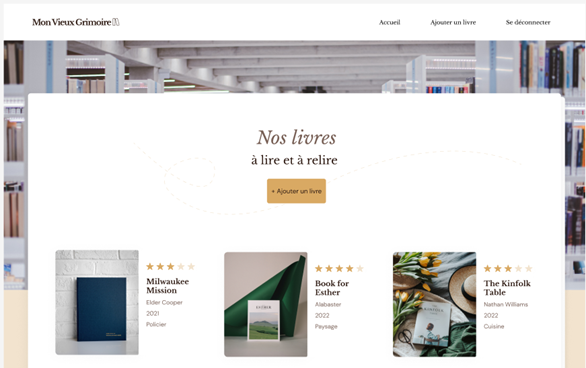 Mon Vieux Grimoire
Accueil
Ajouter un livre
Se déconnecter
Nos livres
à lire et à relire
+ Ajouter un livre
Milwaukee
Mission
Elder Cooper
2021
Policier
Book for
Esther
Alabaster
2022
Paysage
The Kinfolk
Table
Nathan Williams
2022
Cuisine